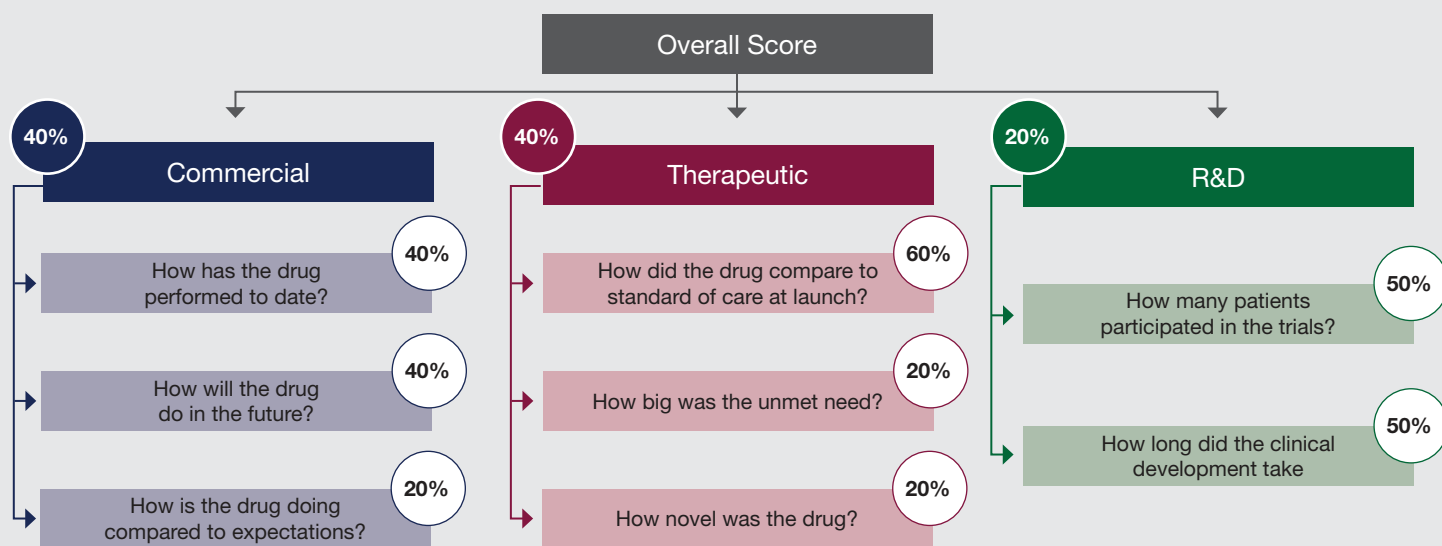 Overall Score
40%
Commercial
40%
How has the drug
performed to date?
40%
How will the drug
do in the future?
20%
How is the drug doing
compared to expectations?
40%
Therapeutic
60%
How did the drug compare to
standard of care at launch?
20%
How big was the unmet need?
20%
How novel was the drug?
20%
R&D
50%
How many patients
participated in the trials?
50%
How long did the clinical
development take